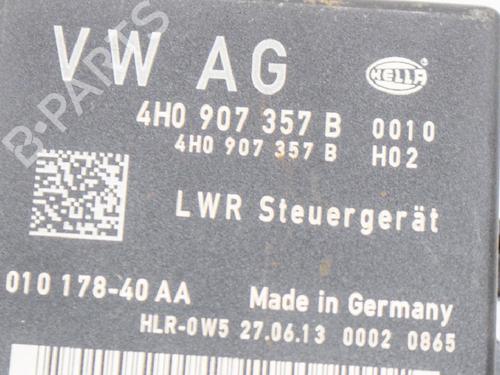 VW AG HELLA
4H0 907 357 B 0010
4H0 907 357 B H02
LWR Steuergerät
010 178-40 AA Made in Germany
HLR-0W5 27.06.13 0002 0865
B-PARTS